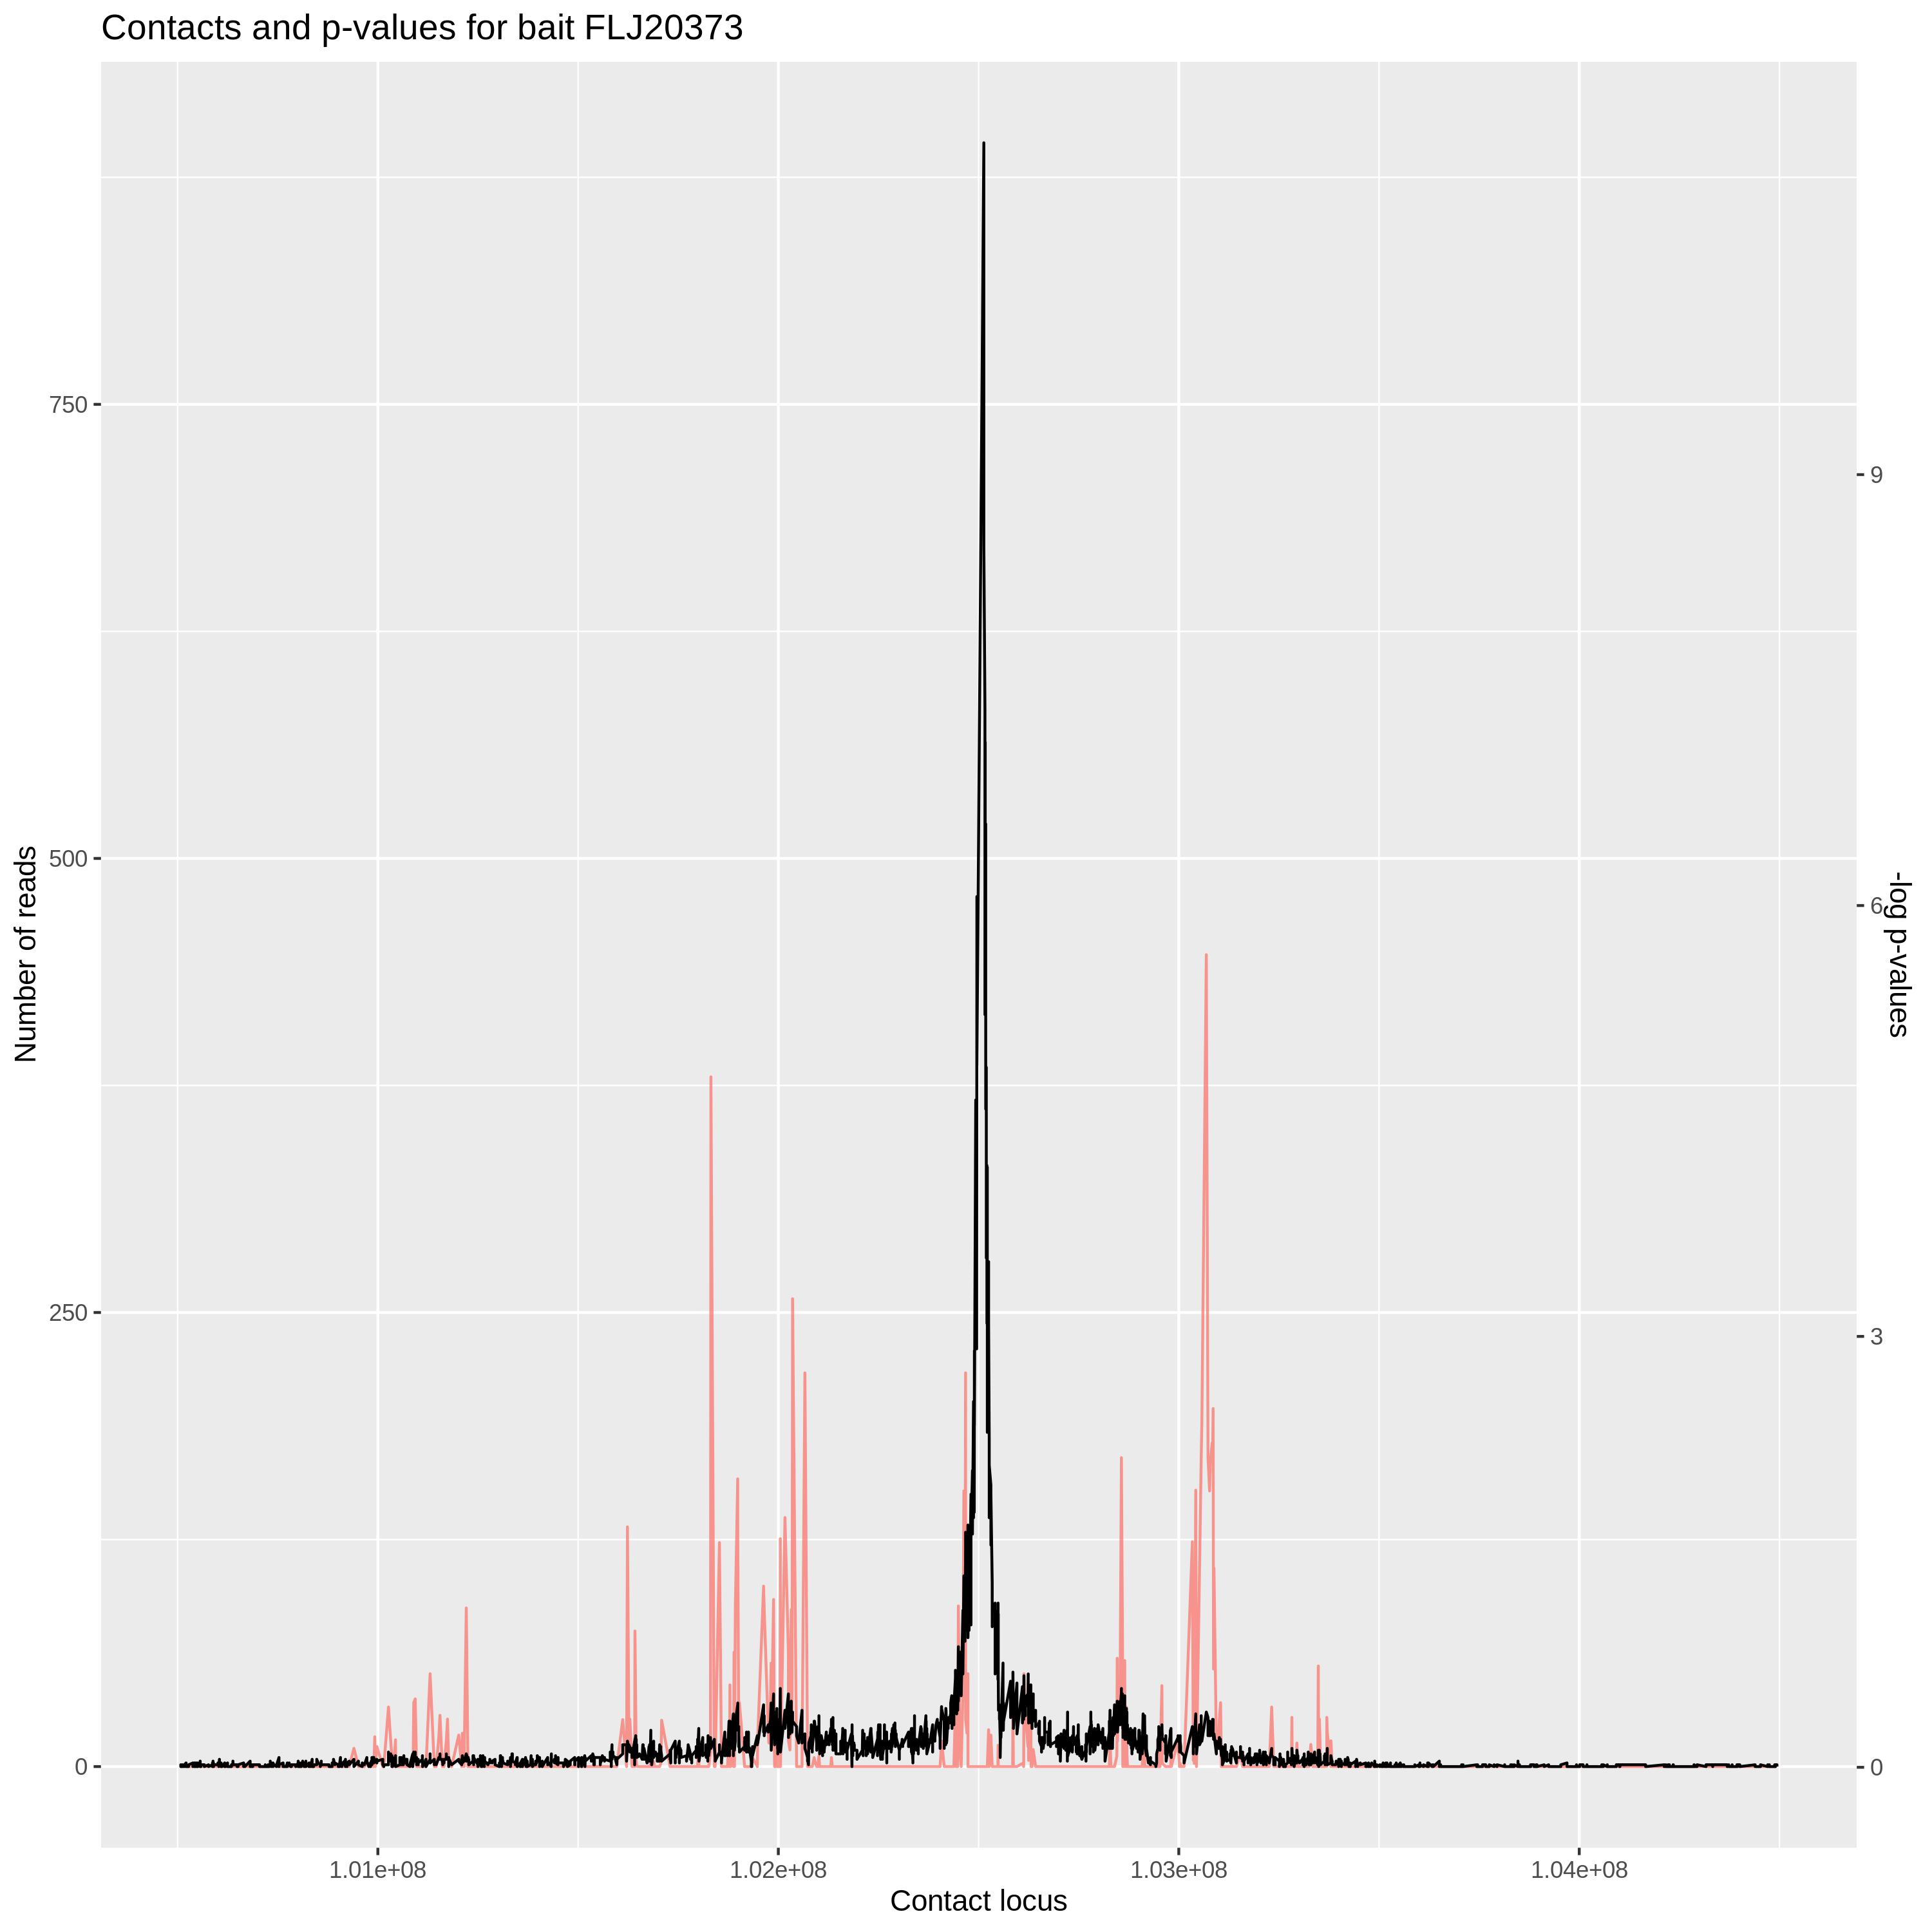 Contacts and p-values for bait FLJ20373
750
500
250
0
Number of reads
9
6
3
0
-log p-values
1.01e+08 1.02e+08 1.03e+08 1.04e+08
Contact locus